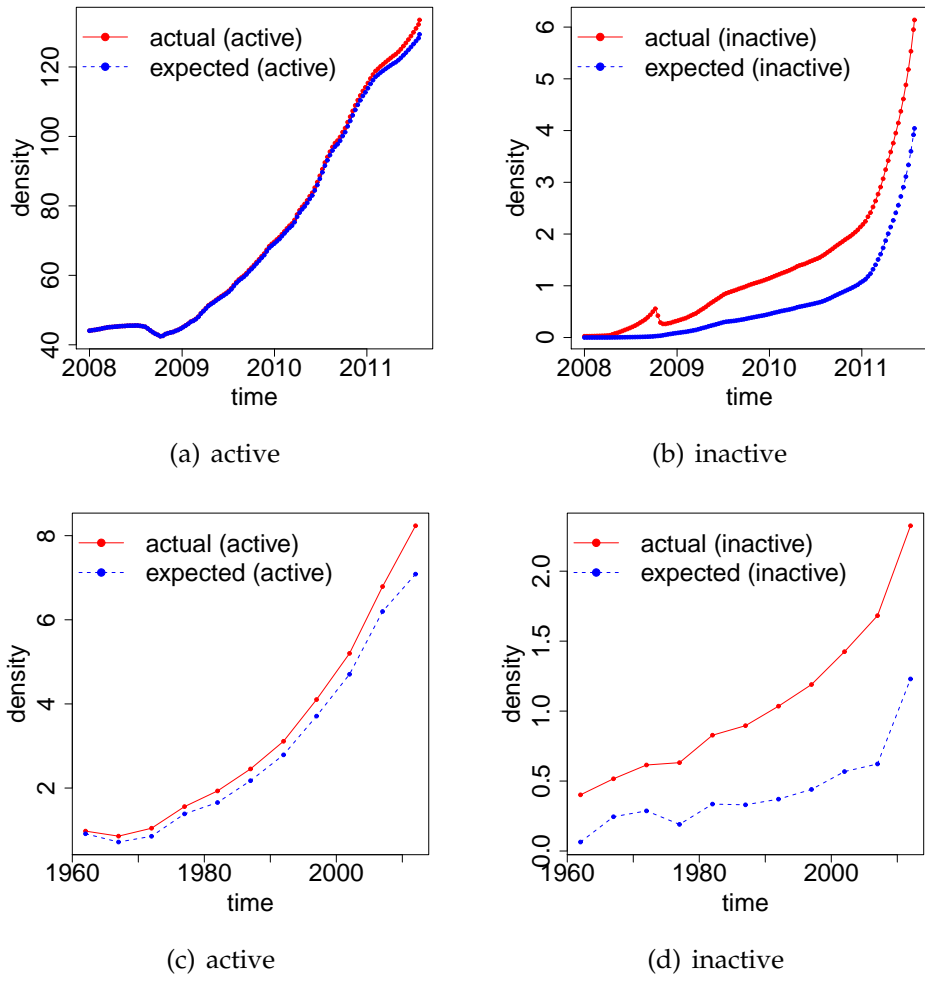 actual (active)
expected (active)
density
40 60 80 100 120
2008 2009 2010 2011
time
(a) active
actual (inactive)
expected (inactive)
density
0 1 2 3 4 5 6
2008 2009 2010 2011
time
(b) inactive
actual (active)
expected (active)
density
2 4 6 8
1960 1980 2000
time
(c) active
actual (inactive)
expected (inactive)
density
0.0 0.5 1.0 1.5 2.0
1960 1980 2000
time
(d) inactive